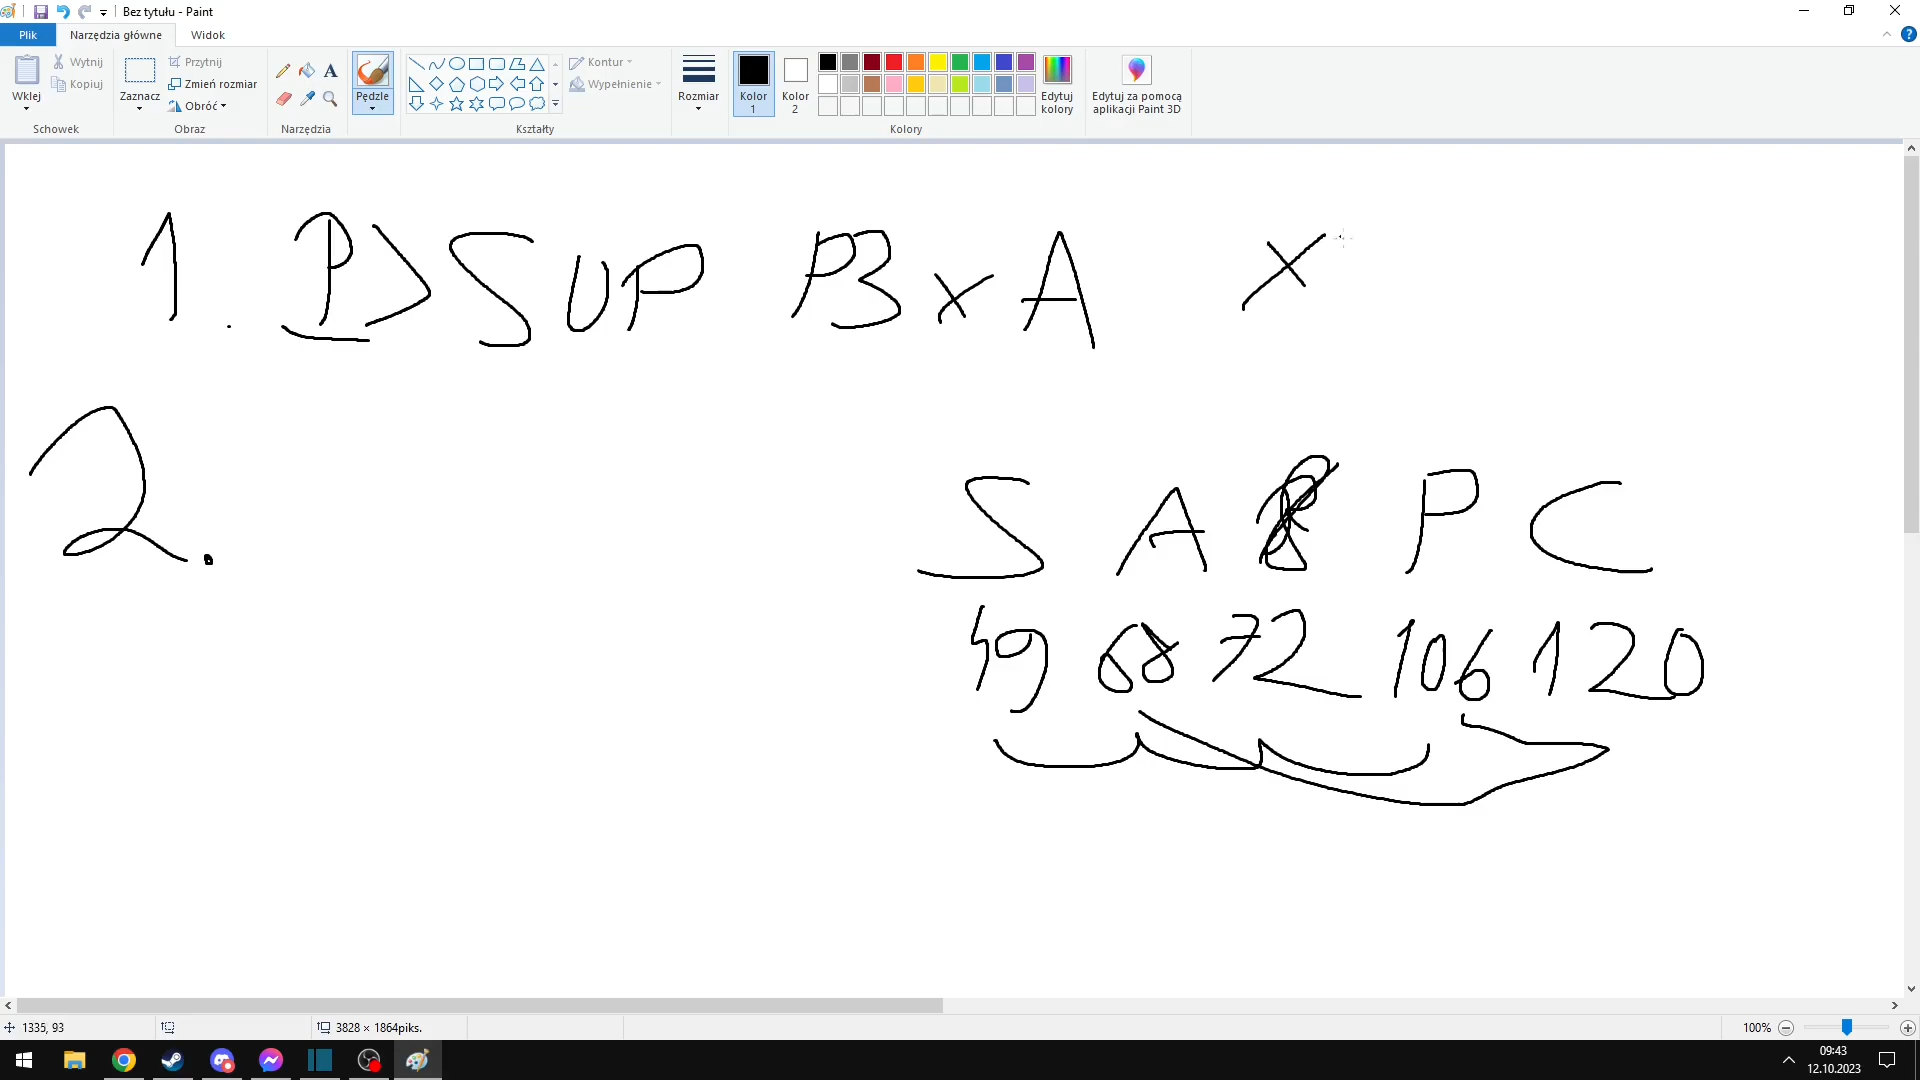 Bez tytułu - Paint
Plik Narzędzia główne Widok
Wklej Wytnij Kopiuj Schowek
Zaznacz Przytnij Zmień rozmiar Obróć Obraz
Narzędzia
Pędzle
Kontur Wypełnienie Kształty
Rozmiar
Kolor 1 Kolor 2 Edytuj kolory Kolory
Edytuj za pomocą aplikacji Paint 3D
1. P>SUP B x A x
2.
S A P C
49 68 72 106 120
1335, 93 3828 × 1864piks. 100%
09:43
12.10.2023